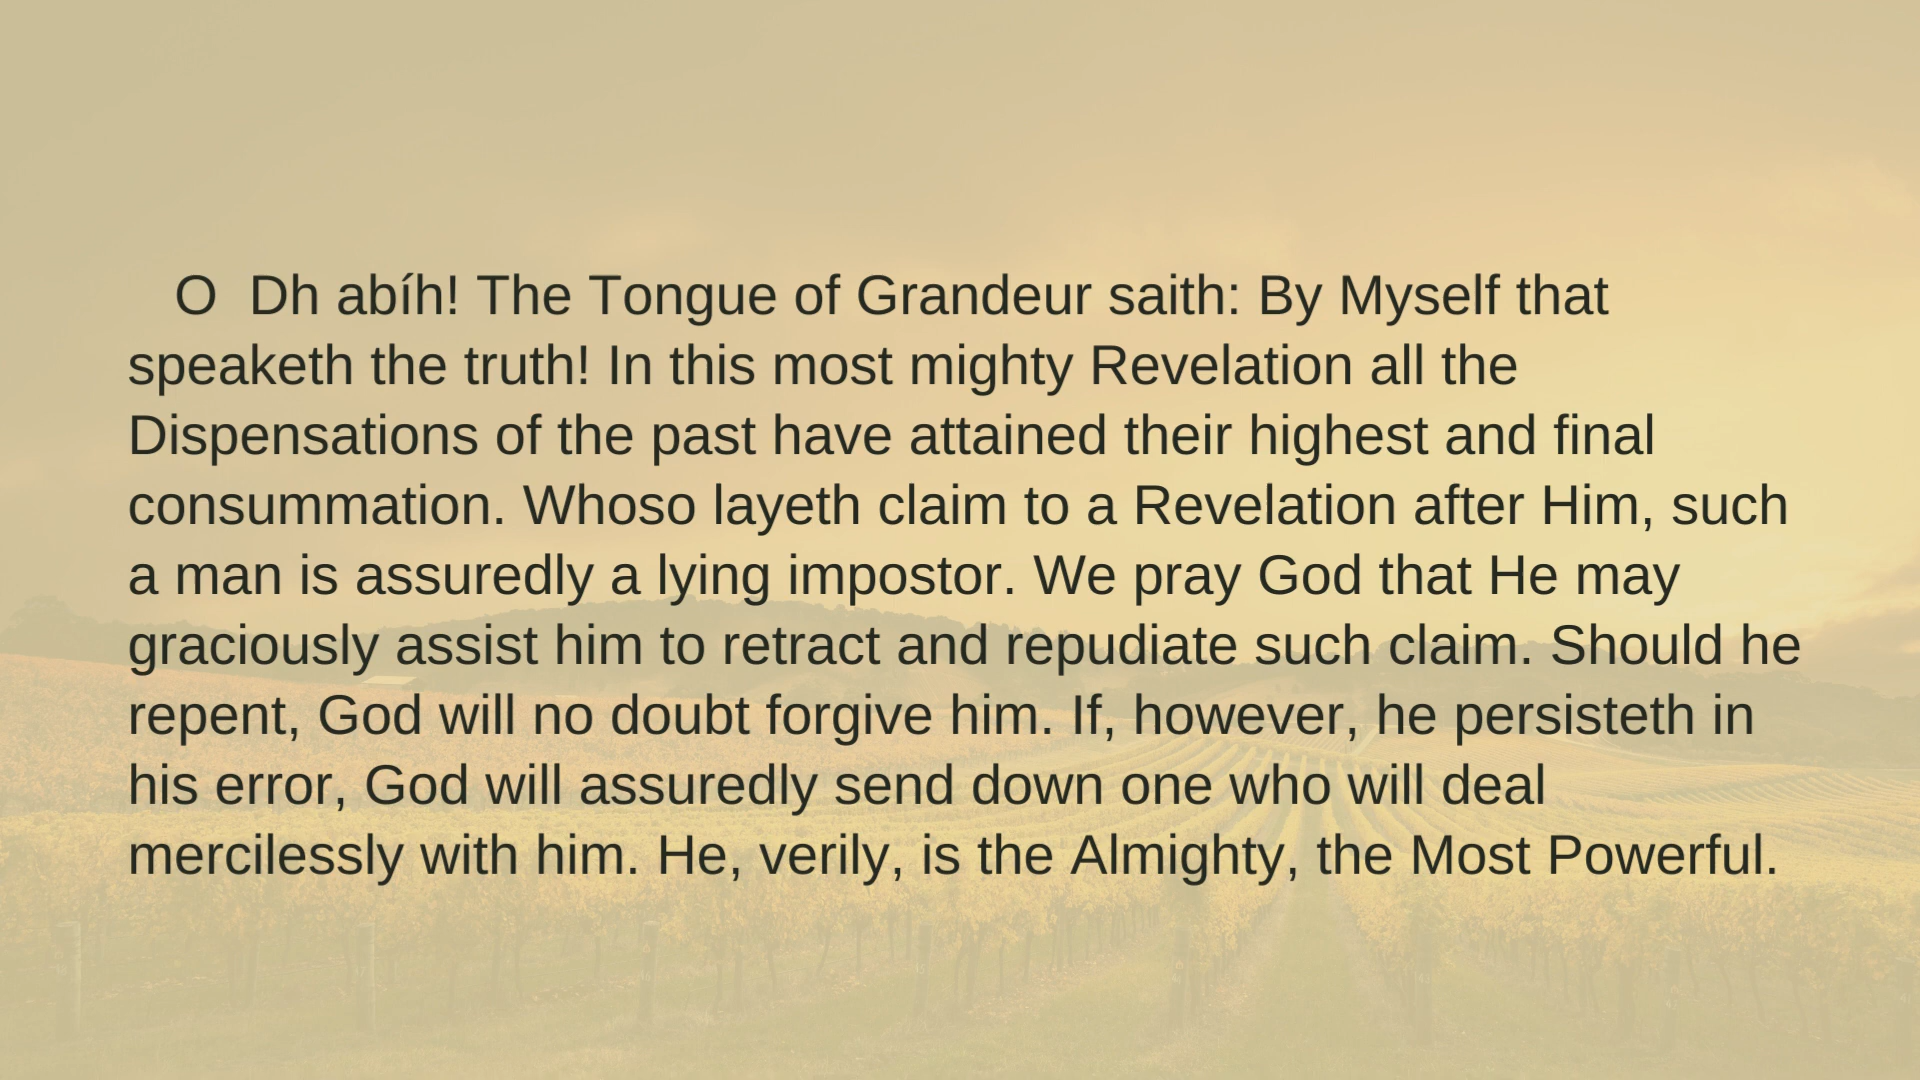 O Dh abíh! The Tongue of Grandeur saith: By Myself that
speaketh the truth! In this most mighty Revelation all the
Dispensations of the past have attained their highest and final
consummation. Whoso layeth claim to a Revelation after Him, such
a man is assuredly a lying impostor. We pray God that He may
graciously assist him to retract and repudiate such claim. Should he
repent, God will no doubt forgive him. If, however, he persisteth in
his error, God will assuredly send down one who will deal
mercilessly with him. He, verily, is the Almighty, the Most Powerful.